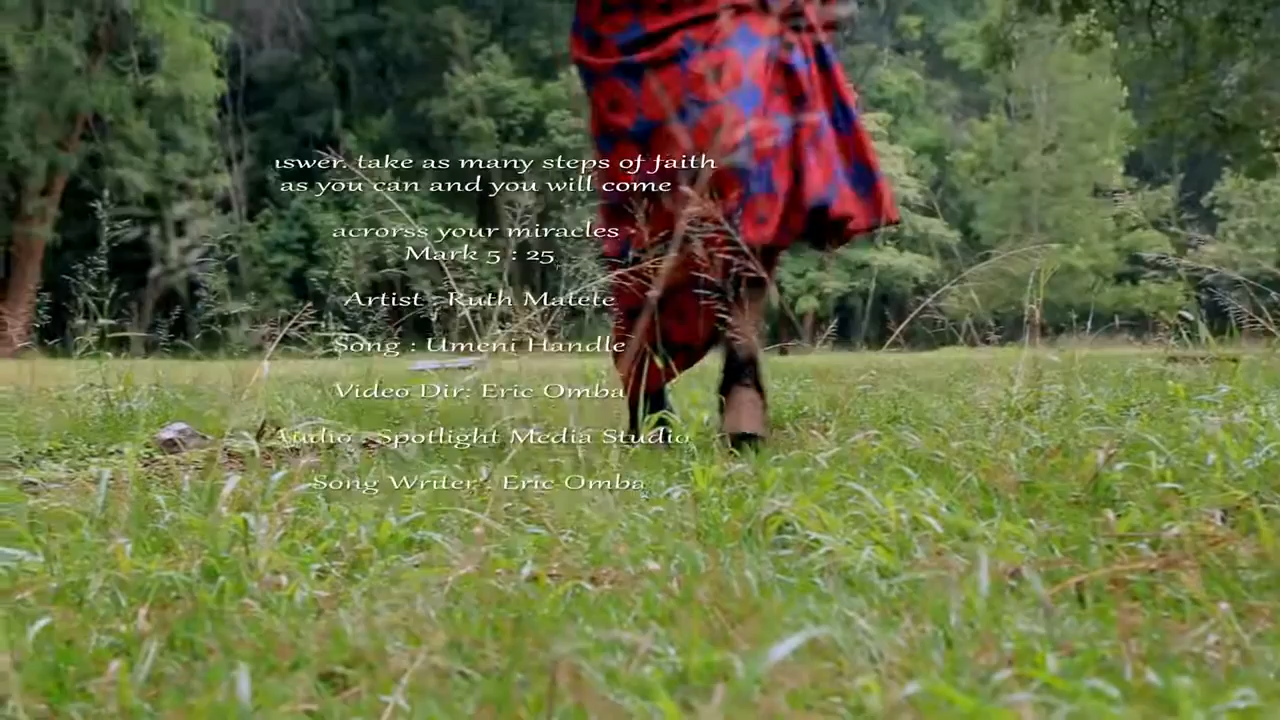 take as many steps of faith
as you can and you will come
acrorss your miracles
Mark 5 : 25
Artist : Ruth Matete
Song : Umeni Handle
Video Dir: Eric Omba
Audio : Spotlight Media Studio
Song Writer : Eric Omba